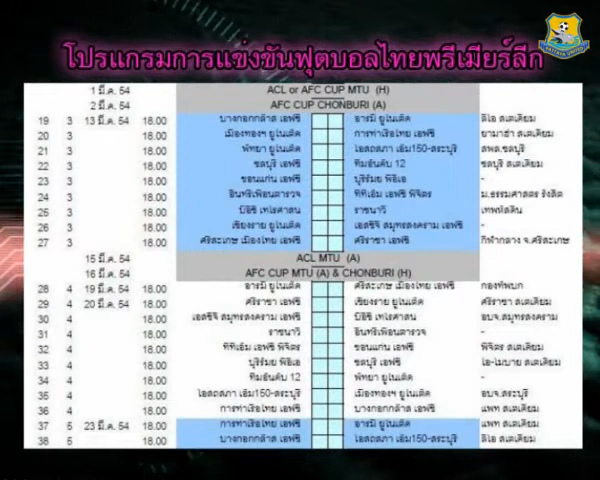 PATTAYA UNITED
โปรแกรมการแข่งขันฟุตบอลไทยพรีเมียร์ลีก
1 มี.ค. 54 ACL or AFC CUP MTU (H)
2 มี.ค. 54 AFC CUP CHONBURI (A)
19 3 13 มี.ค. 54 18.00 บางกอกกล๊าส เอฟซี อาร์มี ยูไนเต็ด ลีโอ สเตเดียม
20 3 18.00 เมืองทองฯ ยูไนเต็ด การท่าเรือไทย เอฟซี ยามาฮ่า สเตเดียม
21 3 18.00 พัทยา ยูไนเต็ด โอสถสภา เอ็ม150-สระบุรี สพล.ชลบุรี
22 3 18.00 ชลบุรี เอฟซี ทีมอันดับ 12 ชลบุรี สเตเดียม
23 3 18.00 ขอนแก่น เอฟซี บุรีรัมย์ พีอีเอ -
24 3 18.00 อินทรีเพื่อนตำรวจ ทีทีเอ็ม เอฟซี พิจิตร ม.ธรรมศาสตร์ รังสิต
25 3 18.00 บีอีซี เทโรศาสน ราชนาวี เทพหัสดิน
26 3 18.00 เชียงราย ยูไนเต็ด เอสซีจี สมุทรสงคราม เอฟซี -
27 3 18.00 ศรีสะเกษ เมืองไทย เอฟซี ศรีราชา เอฟซี กีฬากลาง จ.ศรีสะเกษ
15 มี.ค. 54 ACL MTU (A)
16 มี.ค. 54 AFC CUP MTU (A) & CHONBURI (H)
28 4 19 มี.ค. 54 18.00 อาร์มี ยูไนเต็ด ศรีสะเกษ เมืองไทย เอฟซี กองทัพบก
29 4 20 มี.ค. 54 18.00 ศรีราชา เอฟซี เชียงราย ยูไนเต็ด ศรีราชา สเตเดียม
30 4 18.00 เอสซีจี สมุทรสงคราม เอฟซี บีอีซี เทโรศาสน อบจ.สมุทรสงคราม
31 4 18.00 ราชนาวี อินทรีเพื่อนตำรวจ -
32 4 18.00 ทีทีเอ็ม เอฟซี พิจิตร ขอนแก่น เอฟซี พิจิตร สเตเดียม
33 4 18.00 บุรีรัมย์ พีอีเอ ชลบุรี เอฟซี ไอ-โมบาย สเตเดียม
34 4 18.00 ทีมอันดับ 12 พัทยา ยูไนเต็ด -
35 4 18.00 โอสถสภา เอ็ม150-สระบุรี เมืองทองฯ ยูไนเต็ด อบจ.สระบุรี
36 4 18.00 การท่าเรือไทย เอฟซี บางกอกกล๊าส เอฟซี แพท สเตเดียม
37 5 23 มี.ค. 54 18.00 การท่าเรือไทย เอฟซี อาร์มี ยูไนเต็ด แพท สเตเดียม
38 5 18.00 บางกอกกล๊าส เอฟซี โอสถสภา เอ็ม150-สระบุรี ลีโอ สเตเดียม